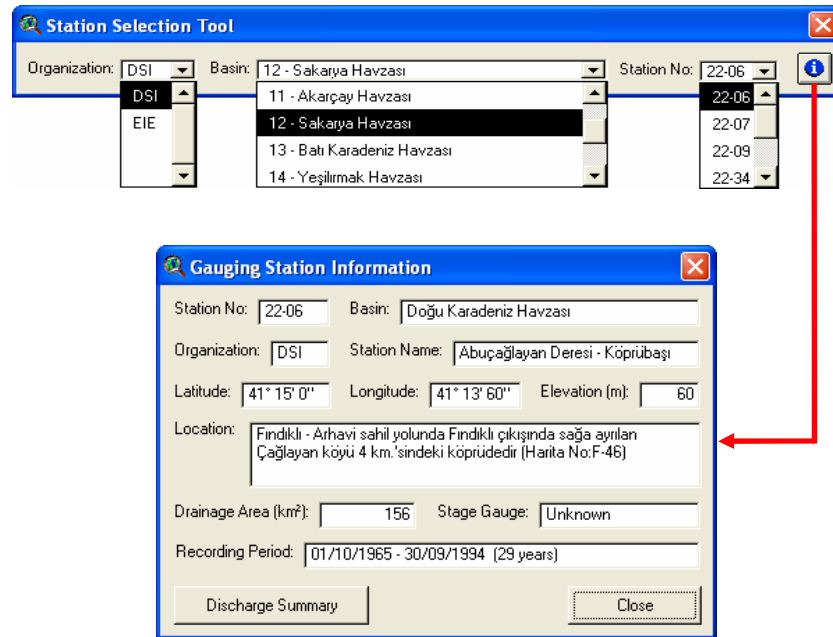 Station Selection Tool
Organization: DSI Basin: 12 - Sakarya Havzası Station No: 22-06
DSI
EIE
11 - Akarçay Havzası
12 - Sakarya Havzası
13 - Batı Karadeniz Havzası
14 - Yeşilırmak Havzası
22-06
22-07
22-09
22-34
Gauging Station Information
Station No: 22-06 Basin: Doğu Karadeniz Havzası
Organization: DSI Station Name: Abuçağlayan Deresi - Köprübaşı
Latitude: 41° 15' 0'' Longitude: 41° 13' 60'' Elevation (m): 60
Location: Fındıklı - Arhavi sahil yolunda Fındıklı çıkışında sağa ayrılan
Çağlayan köyü 4 km.'sindeki köprüdedir (Harita No:F-46)
Drainage Area (km²): 156 Stage Gauge: Unknown
Recording Period: 01/10/1965 - 30/09/1994 (29 years)
Discharge Summary Close